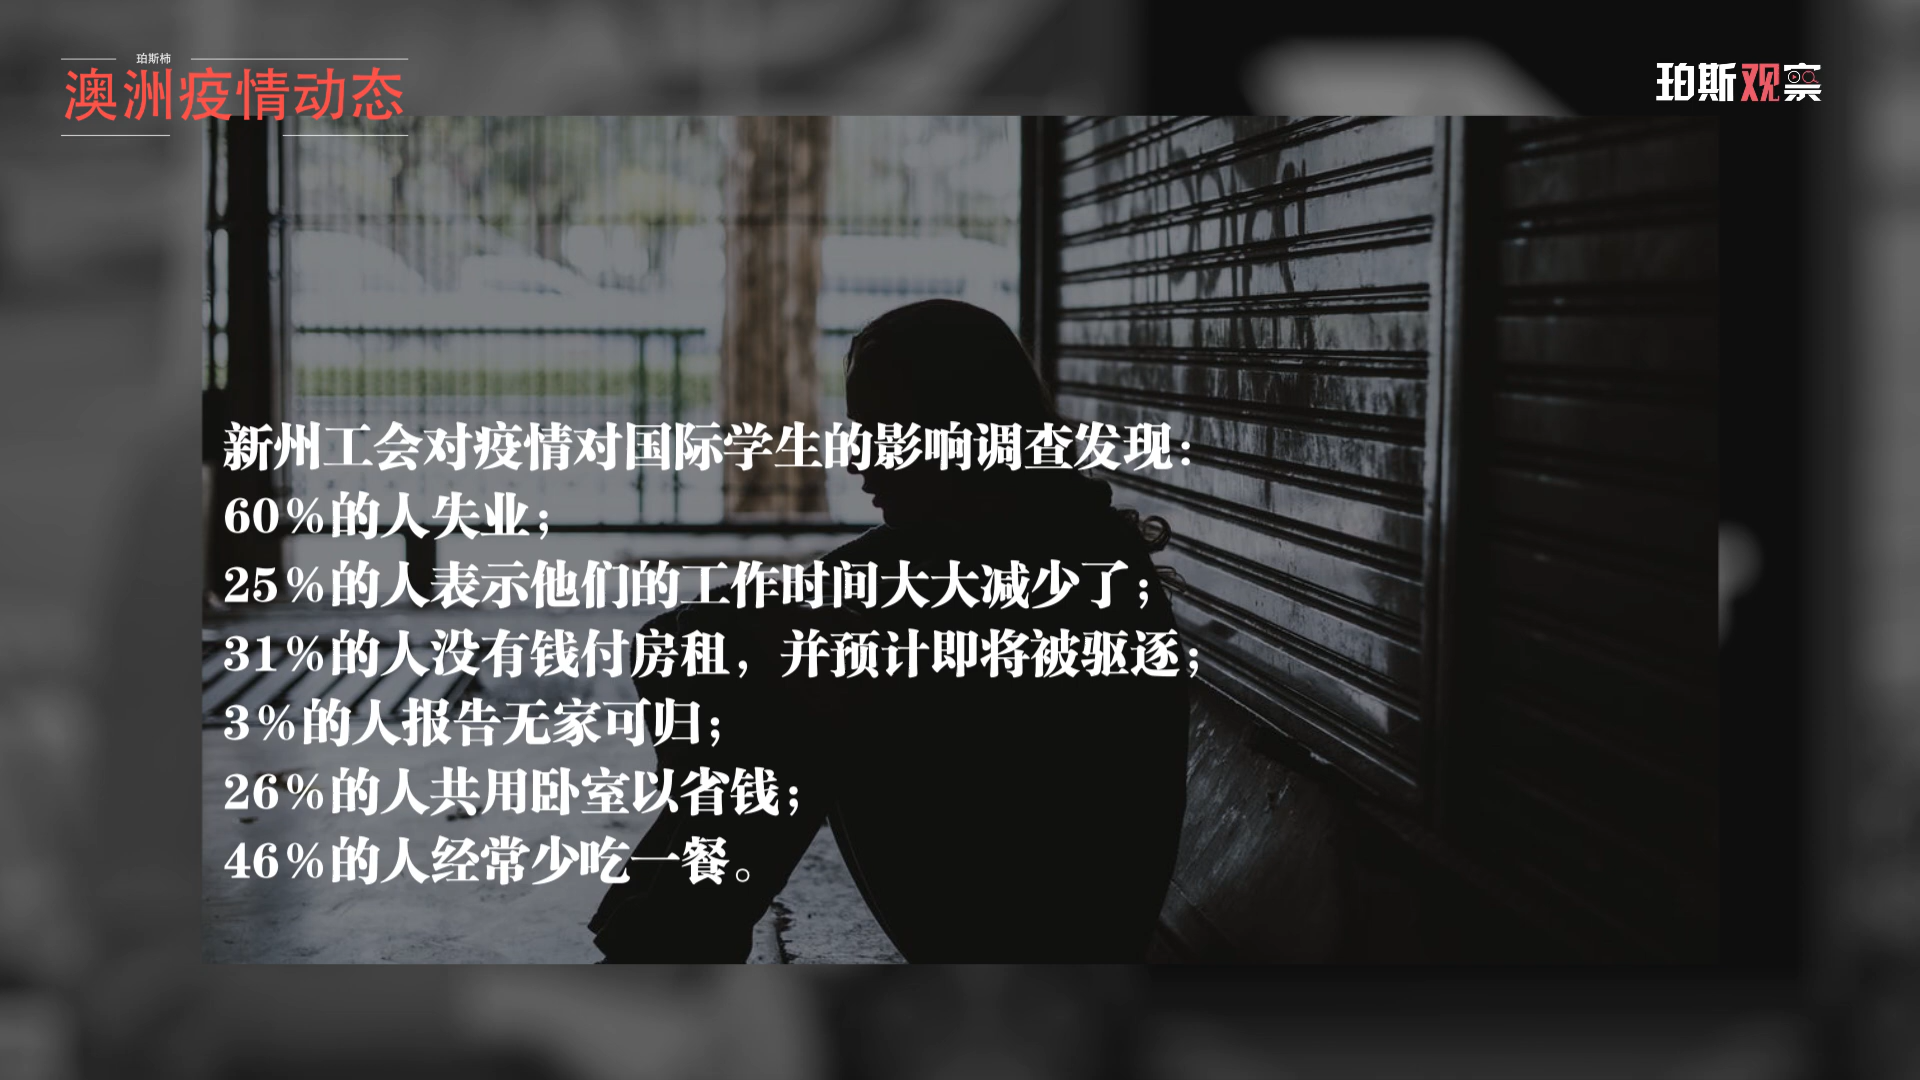 珀斯柿
澳洲疫情动态
珀斯观察
新州工会对疫情对国际学生的影响调查发现：
60%的人失业；
25%的人表示他们的工作时间大大减少了；
31%的人没有钱付房租，并预计即将被驱逐；
3%的人报告无家可归；
26%的人共用卧室以省钱；
46%的人经常少吃一餐。